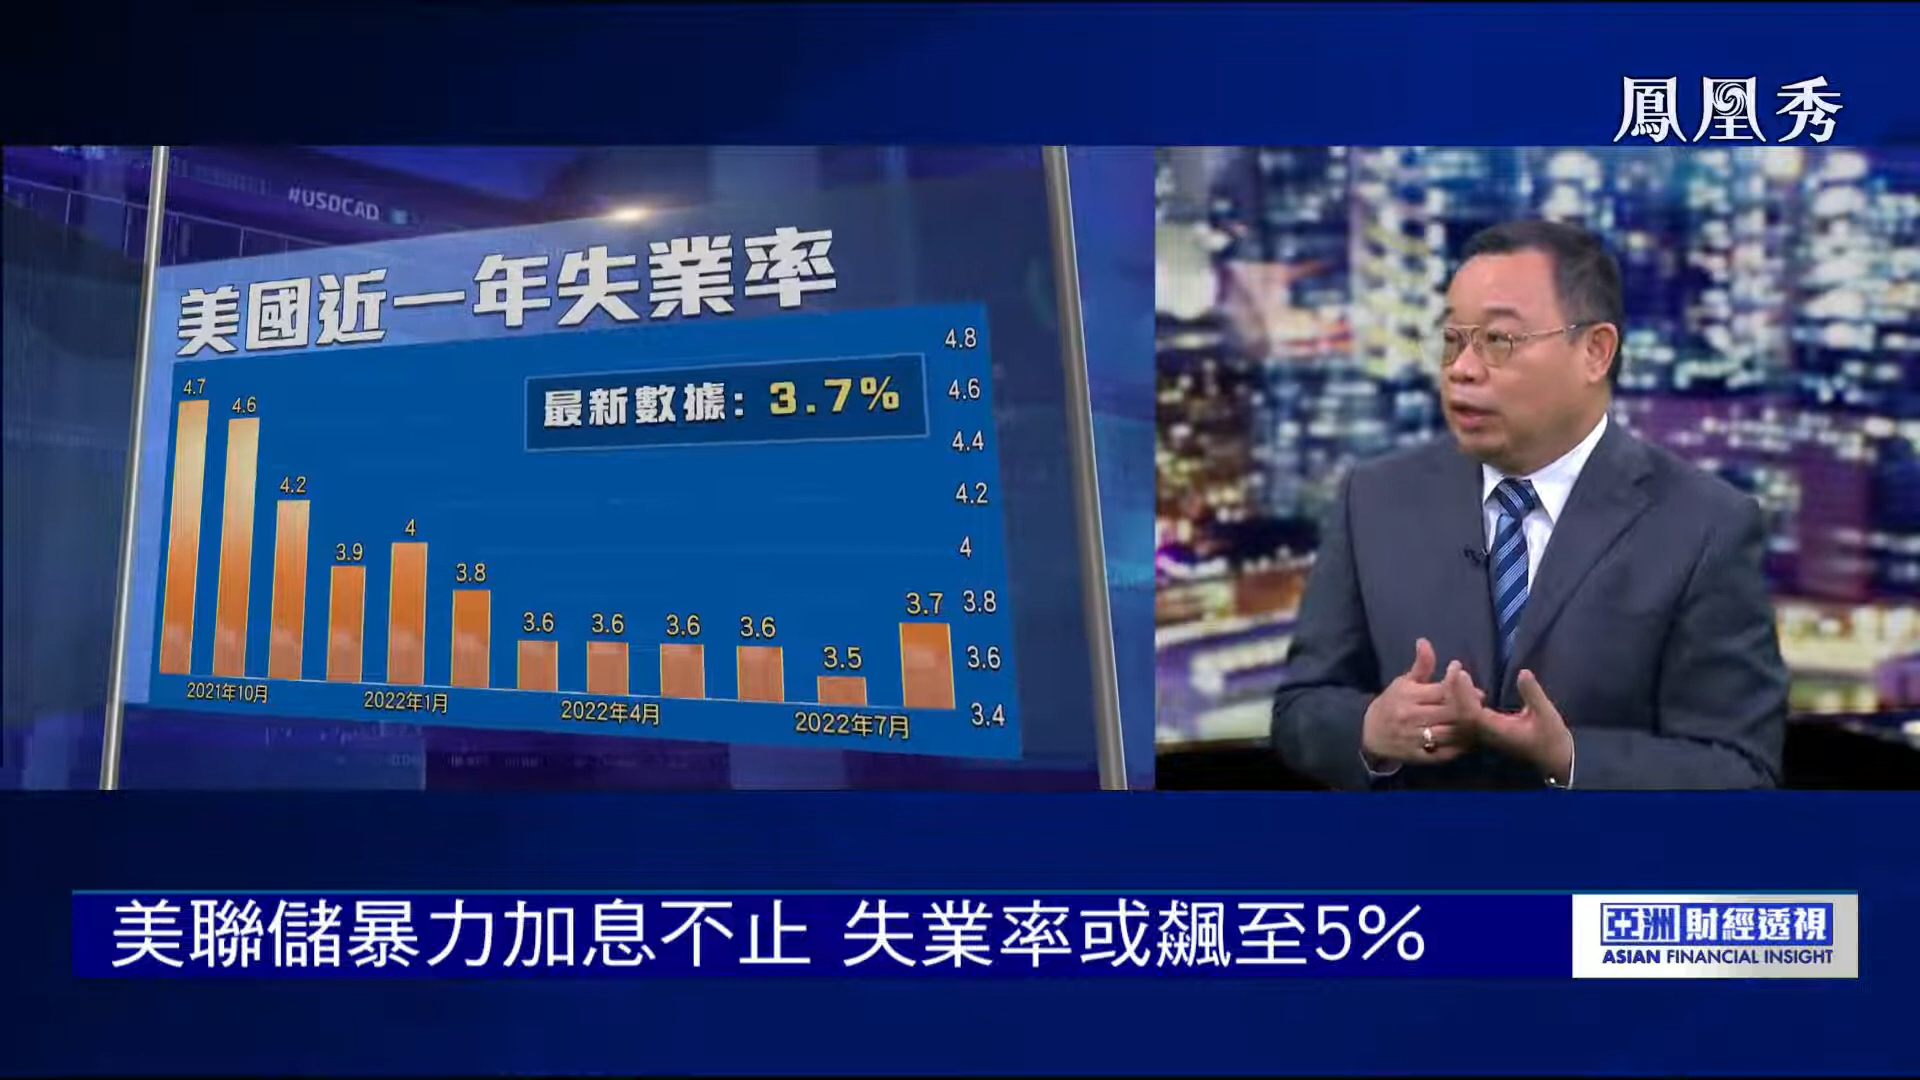 鳳凰秀
#USDCAD
美國近一年失業率
最新數據: 3.7%
4.7
4.6
4.2
3.9
4
3.8
3.6
3.6
3.6
3.6
3.5
3.7
4.8
4.6
4.4
4.2
4
3.8
3.6
3.4
2021年10月
2022年1月
2022年4月
2022年7月
美聯儲暴力加息不止 失業率或飆至5%
亞洲財經透視
ASIAN FINANCIAL INSIGHT